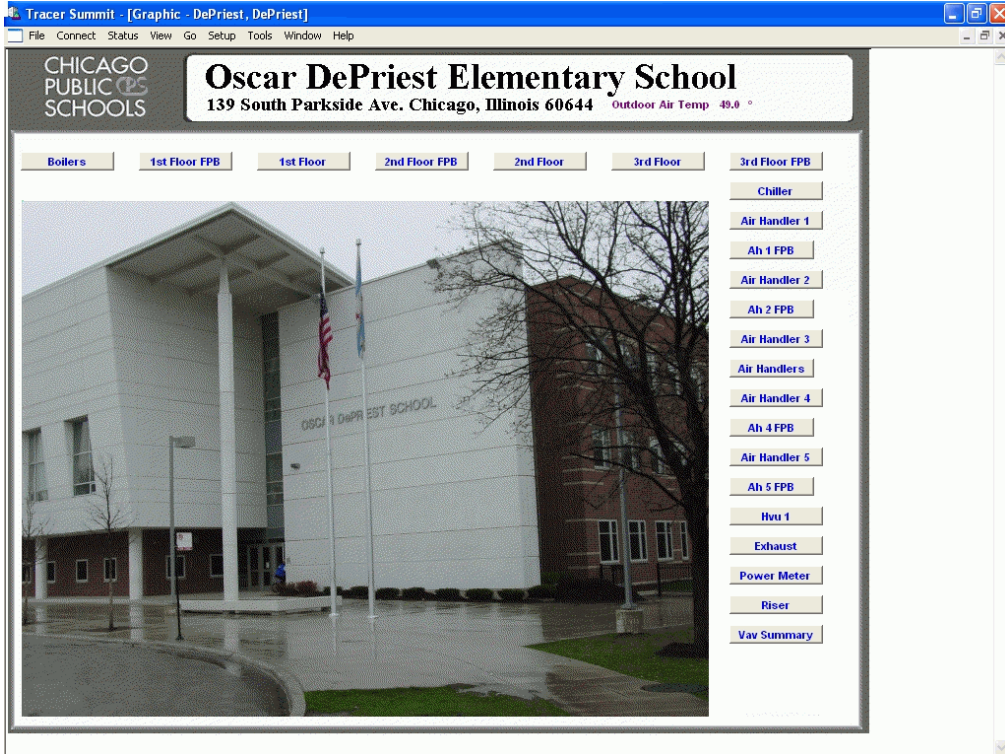 Tracer Summit - [Graphic - DePriest, DePriest]
File Connect Status View Go Setup Tools Window Help
CHICAGO
PUBLIC CPS
SCHOOLS
Oscar DePriest Elementary School
139 South Parkside Ave. Chicago, Illinois 60644 Outdoor Air Temp 49.0 °
Boilers 1st Floor FPB 1st Floor 2nd Floor FPB 2nd Floor 3rd Floor 3rd Floor FPB
Chiller
Air Handler 1
Ah 1 FPB
Air Handler 2
Ah 2 FPB
Air Handler 3
Air Handlers
Air Handler 4
Ah 4 FPB
Air Handler 5
Ah 5 FPB
Hvu 1
Exhaust
Power Meter
Riser
Vav Summary
OSCAR DePRIEST SCHOOL